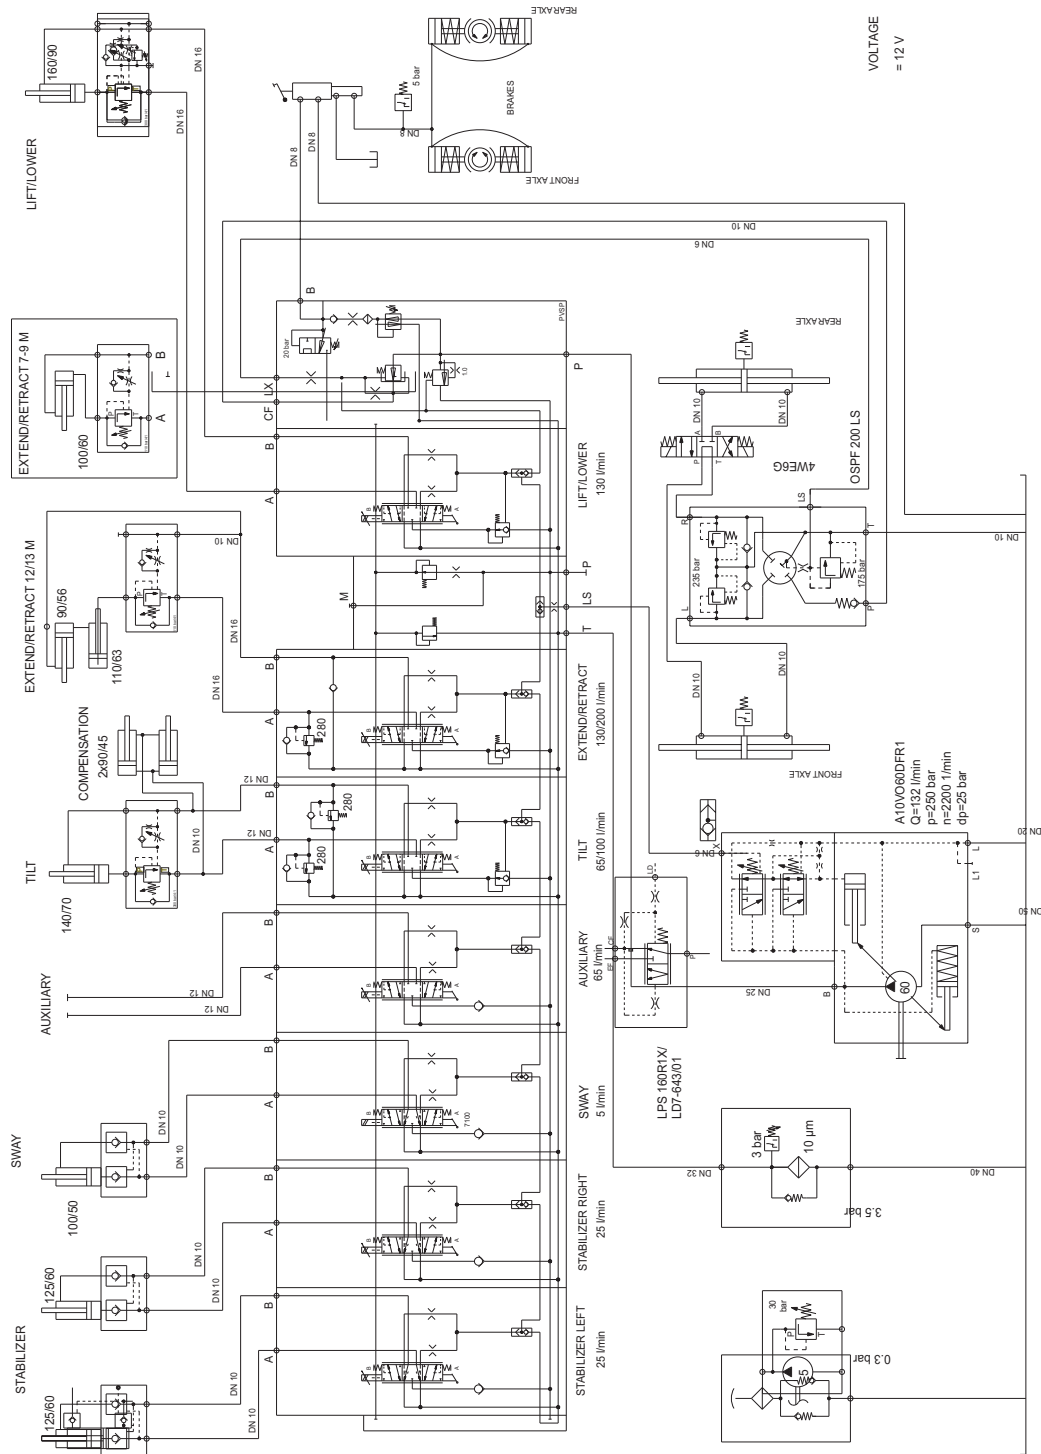 VOLTAGE
= 12 V
REAR AXLE
BRAKES
FRONT AXLE
5 bar
DN 8
DN 8
DN 8
LIFT/LOWER
160/90
DN 16
DN 16
EXTEND/RETRACT 7-9 M
100/60
A
B
P
T
EXTEND/RETRACT 12/13 M
90/56
110/63
DN 10
DN 16
DN 16
P
T
COMPENSATION
2x90/45
TILT
140/70
DN 10
DN 12
DN 12
AUXILIARY
DN 12
DN 12
SWAY
100/50
DN 10
DN 10
125/60
DN 10
DN 10
STABILIZER
125/60
DN 10
DN 10
DN 10
DN 6
B
20 bar
PVSP
CF
LX
1.0
P
B
A
LIFT/LOWER
130 l/min
B
A
M
P
LS
T
B
A
280
EXTEND/RETRACT
130/200 l/min
B
A
B
A
280
280
TILT
65/100 l/min
B
A
B
A
AUXILIARY
65 l/min
B
A
B
A
SWAY
5 l/min
B
A
7100
B
A
STABILIZER RIGHT
25 l/min
B
A
B
A
STABILIZER LEFT
25 l/min
B
A
REAR AXLE
DN 10
DN 10
A
B
P
T
4WE6G
OSPF 200 LS
LS
R
L
235 bar
175 bar
T
P
DN 10
DN 10
DN 10
FRONT AXLE
A10VO60DFR1
Q=132 l/min
p=250 bar
n=2200 1/min
dp=25 bar
DN 6
X
L
L1
S
DN 20
DN 50
B
60
DN 25
LPS 160R1X/
LD7-643/01
CF
EF
P
3 bar
10 µm
DN 32
DN 40
3.5 bar
30
bar
P
T
5
0.3 bar